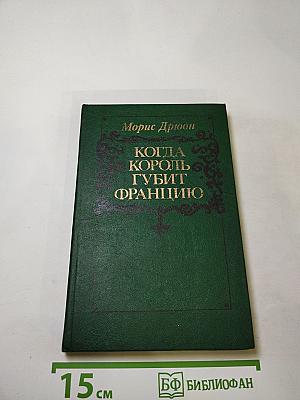 Морис Дрюон
КОГДА
КОРОЛЬ
ГУБИТ
ФРАНЦИЮ
15 см
БФ БИБЛИОФАН